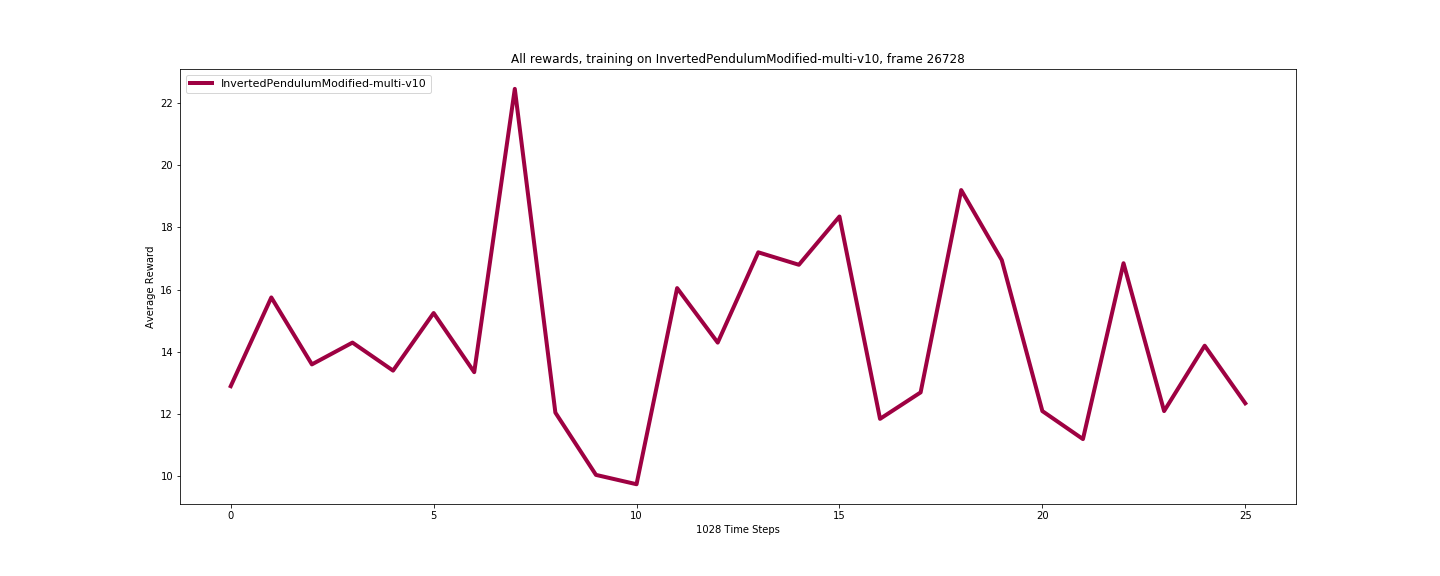 All rewards, training on InvertedPendulumModified-multi-v10, frame 26728
InvertedPendulumModified-multi-v10
22
20
18
16
14
12
10
Average Reward
0 5 10 15 20 25
1028 Time Steps